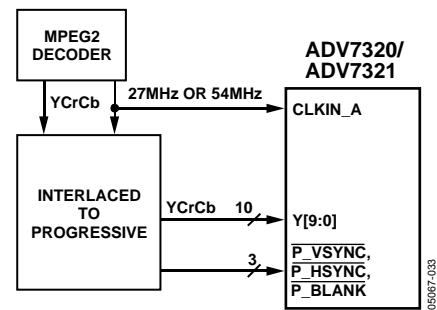 MPEG2
DECODER
YCrCb
27MHz OR 54MHz
ADV7320/
ADV7321
CLKIN_A
INTERLACED
TO
PROGRESSIVE
YCrCb
10
Y[9:0]
3
P_VSYNC,
P_HSYNC,
P_BLANK
05067-033